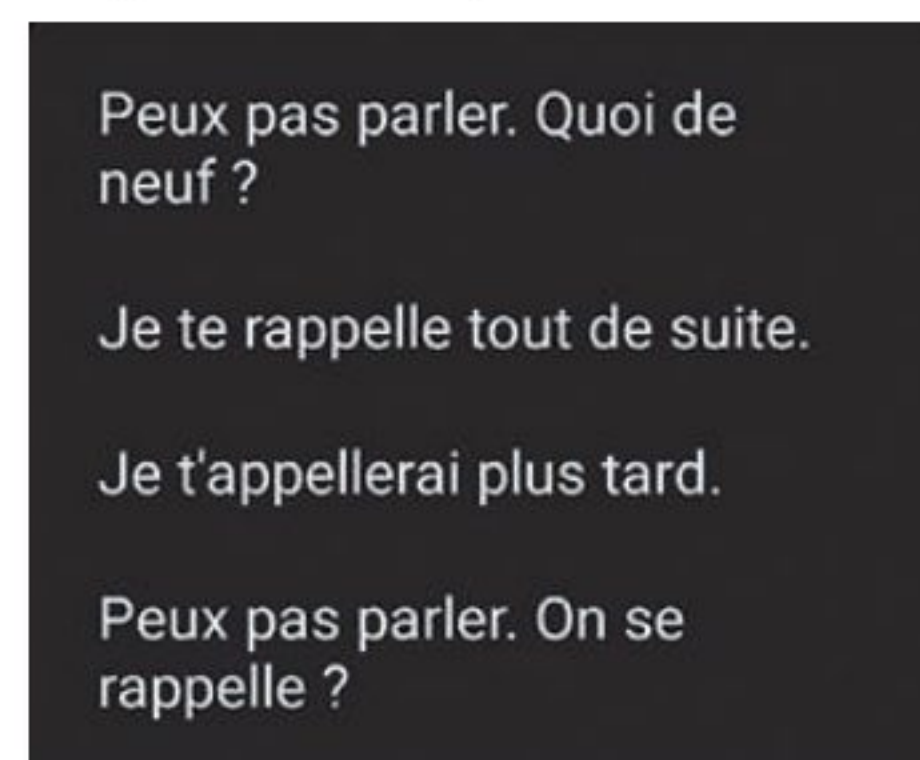 Peux pas parler. Quoi de
neuf ?
Je te rappelle tout de suite.
Je t'appellerai plus tard.
Peux pas parler. On se
rappelle ?